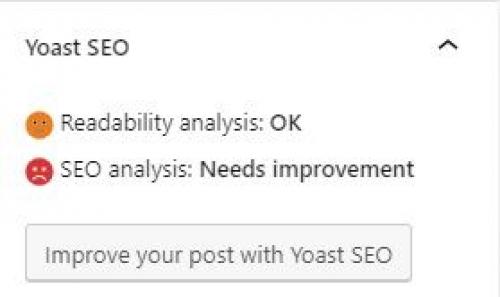 Yoast SEO
Readability analysis: OK
SEO analysis: Needs improvement
Improve your post with Yoast SEO